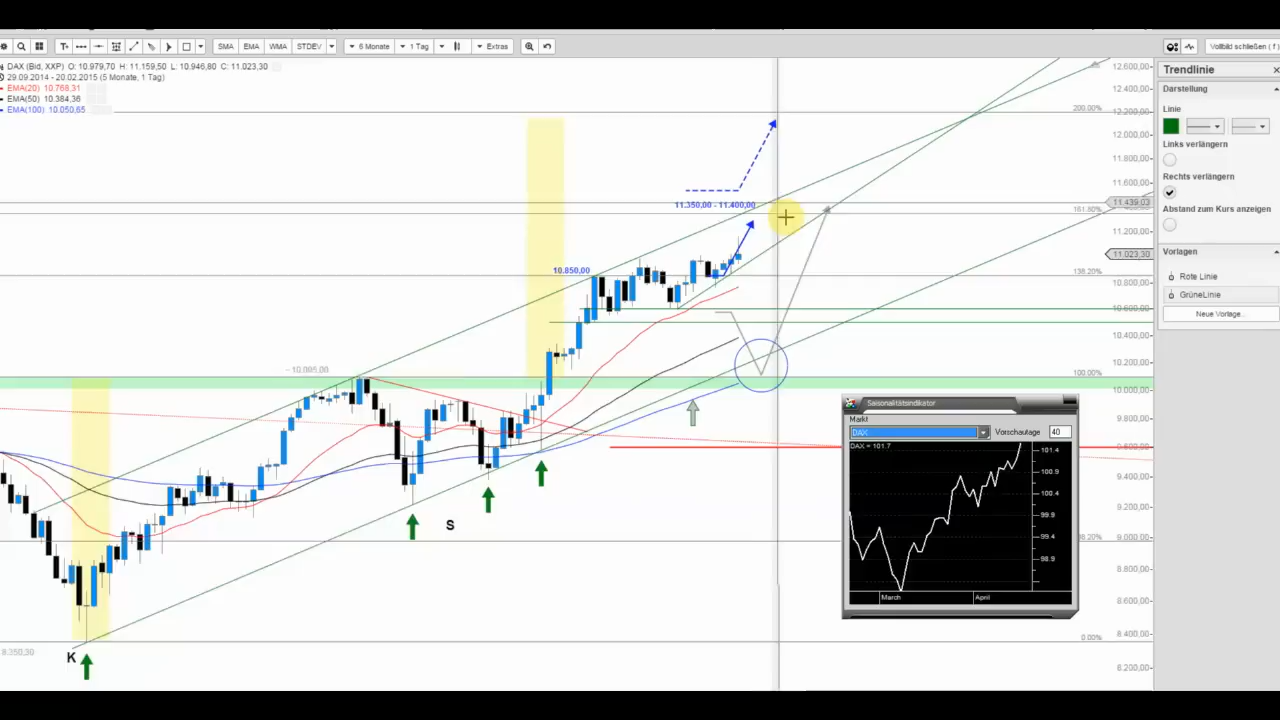 T
SMA EMA WMA STDEV 6 Monate 1 Tag Extras
Vollbild schließen ( f )
DAX (Bid, XXP) O: 10.979,70 H: 11.159,50 L: 10.946,80 C: 11.023,30
29.09.2014 - 20.02.2015 (5 Monate, 1 Tag)
EMA(20) 10.768,31
EMA(50) 10.384,36
EMA(100) 10.050,65
Trendlinie
Darstellung
Linie
Links verlängern
Rechts verlängern
Abstand zum Kurs anzeigen
Vorlagen
Rote Linie
GrüneLinie
Neue Vorlage...
12.600,00
12.400,00
200.00%
12.200,00
12.000,00
11.800,00
11.600,00
11.439,03
11.350,00 - 11.400,00
161.80%
11.200,00
11.023,30
10.850,00
138.20%
10.800,00
10.600,00
10.400,00
10.200,00
100.00%
10.000,00
9.800,00
9.600,00
9.400,00
9.200,00
9.000,00
8.800,00
8.600,00
8.400,00
0.00%
8.200,00
8.350,30
K
S
Saisonalitätsindikator
Markt
DAX Vorschautage 40
DAX = 101.7
101.4
100.9
100.4
99.9
99.4
98.9
March April